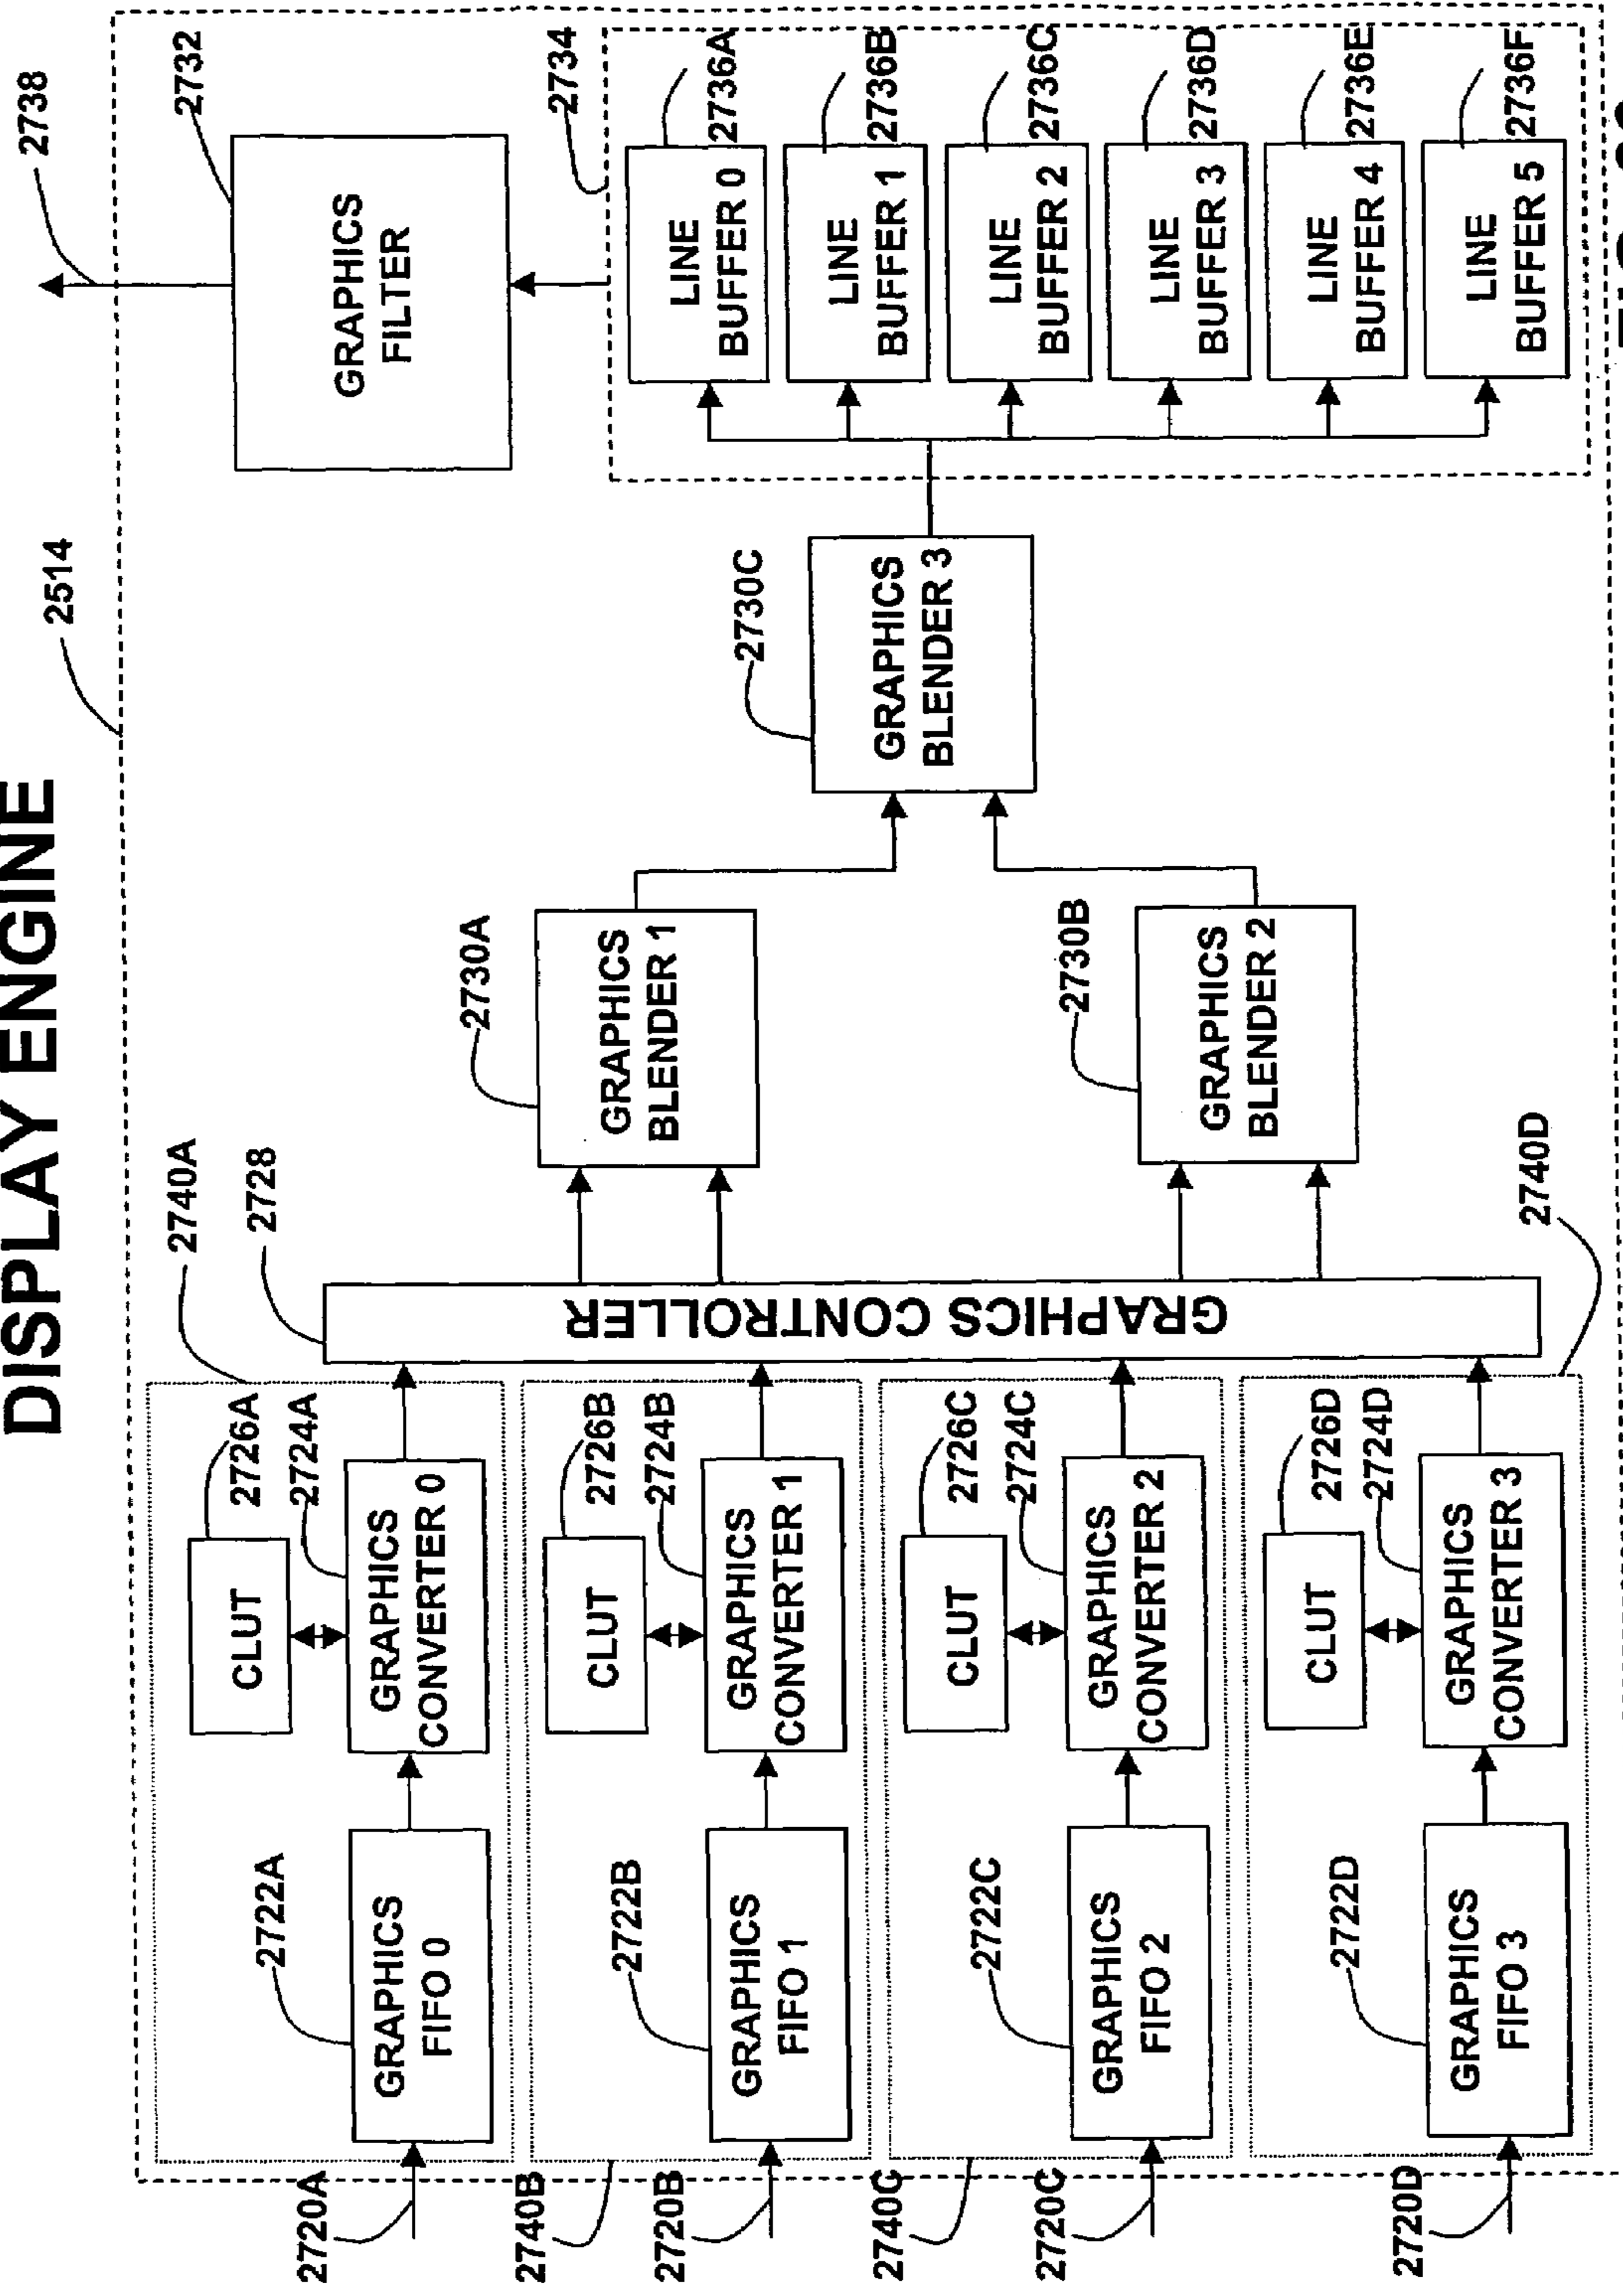 DISPLAY ENGINE
2514
2738
2732
GRAPHICS
FILTER
2734
2740A
2728
2726A
2724A
CLUT
GRAPHICS
CONVERTER 0
2722A
GRAPHICS
FIFO 0
2720A
2740B
2726B
2724B
CLUT
GRAPHICS
CONVERTER 1
2722B
GRAPHICS
FIFO 1
2720B
2740C
2726C
2724C
CLUT
GRAPHICS
CONVERTER 2
2722C
GRAPHICS
FIFO 2
2720C
2740D
2726D
2724D
CLUT
GRAPHICS
CONVERTER 3
2722D
GRAPHICS
FIFO 3
2720D
GRAPHICS CONTROLLER
2730A
GRAPHICS
BLENDER 1
2730B
GRAPHICS
BLENDER 2
2730C
GRAPHICS
BLENDER 3
LINE
BUFFER 0
2736A
LINE
BUFFER 1
2736B
LINE
BUFFER 2
2736C
LINE
BUFFER 3
2736D
LINE
BUFFER 4
2736E
LINE
BUFFER 5
2736F